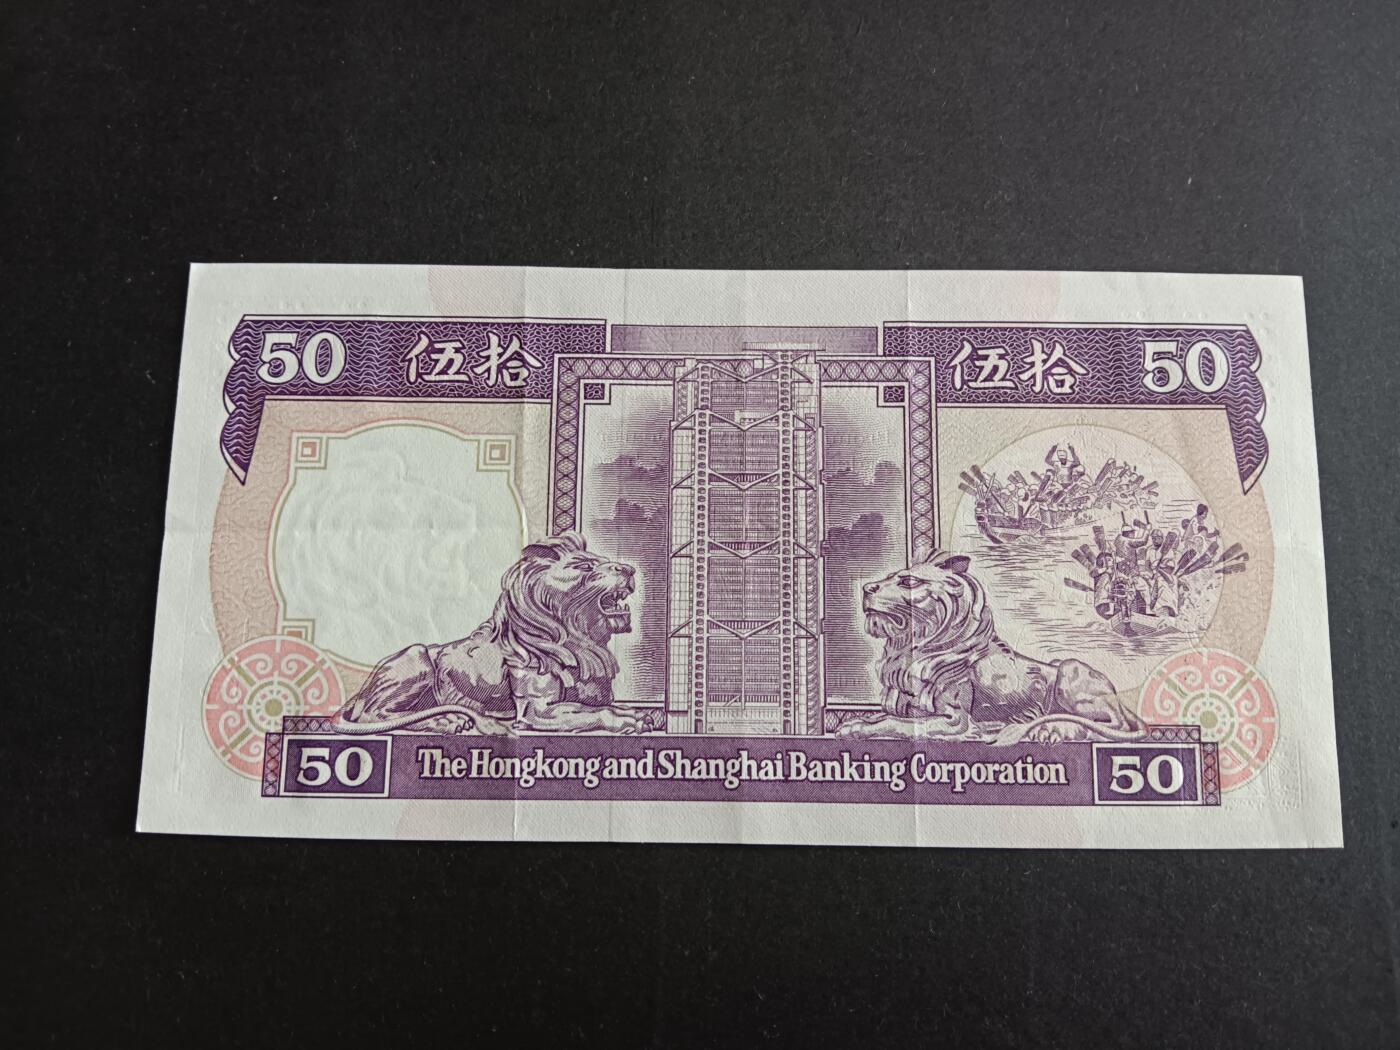 50 伍拾 伍拾 50
50 The Hongkong and Shanghai Banking Corporation 50